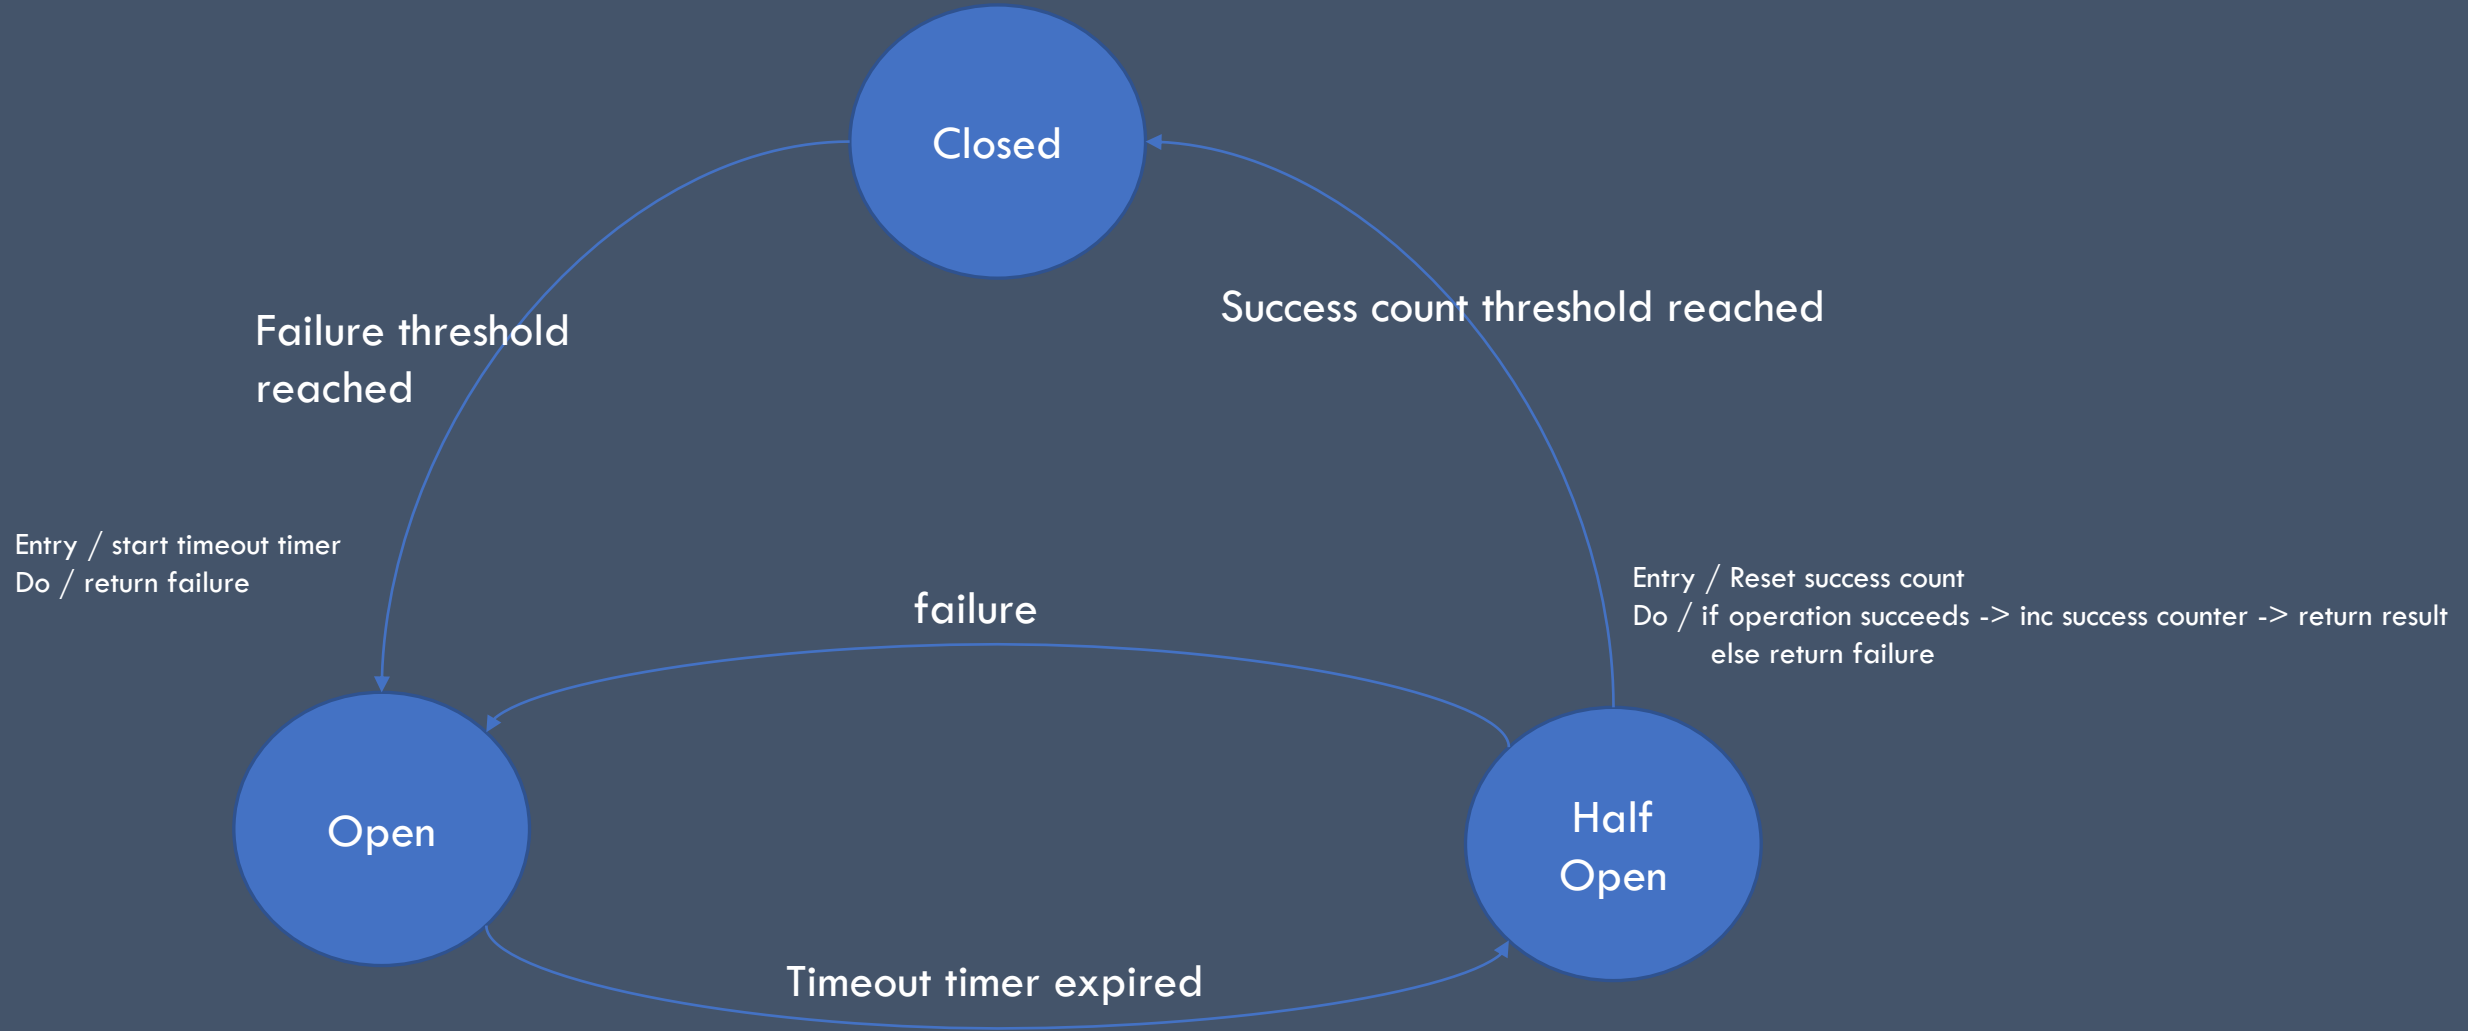 Closed
Success count threshold reached
Failure threshold
reached
Entry / start timeout timer
Do / return failure
Entry / Reset success count
Do / if operation succeeds -> inc success counter -> return result
else return failure
failure
Open
Half
Open
Timeout timer expired